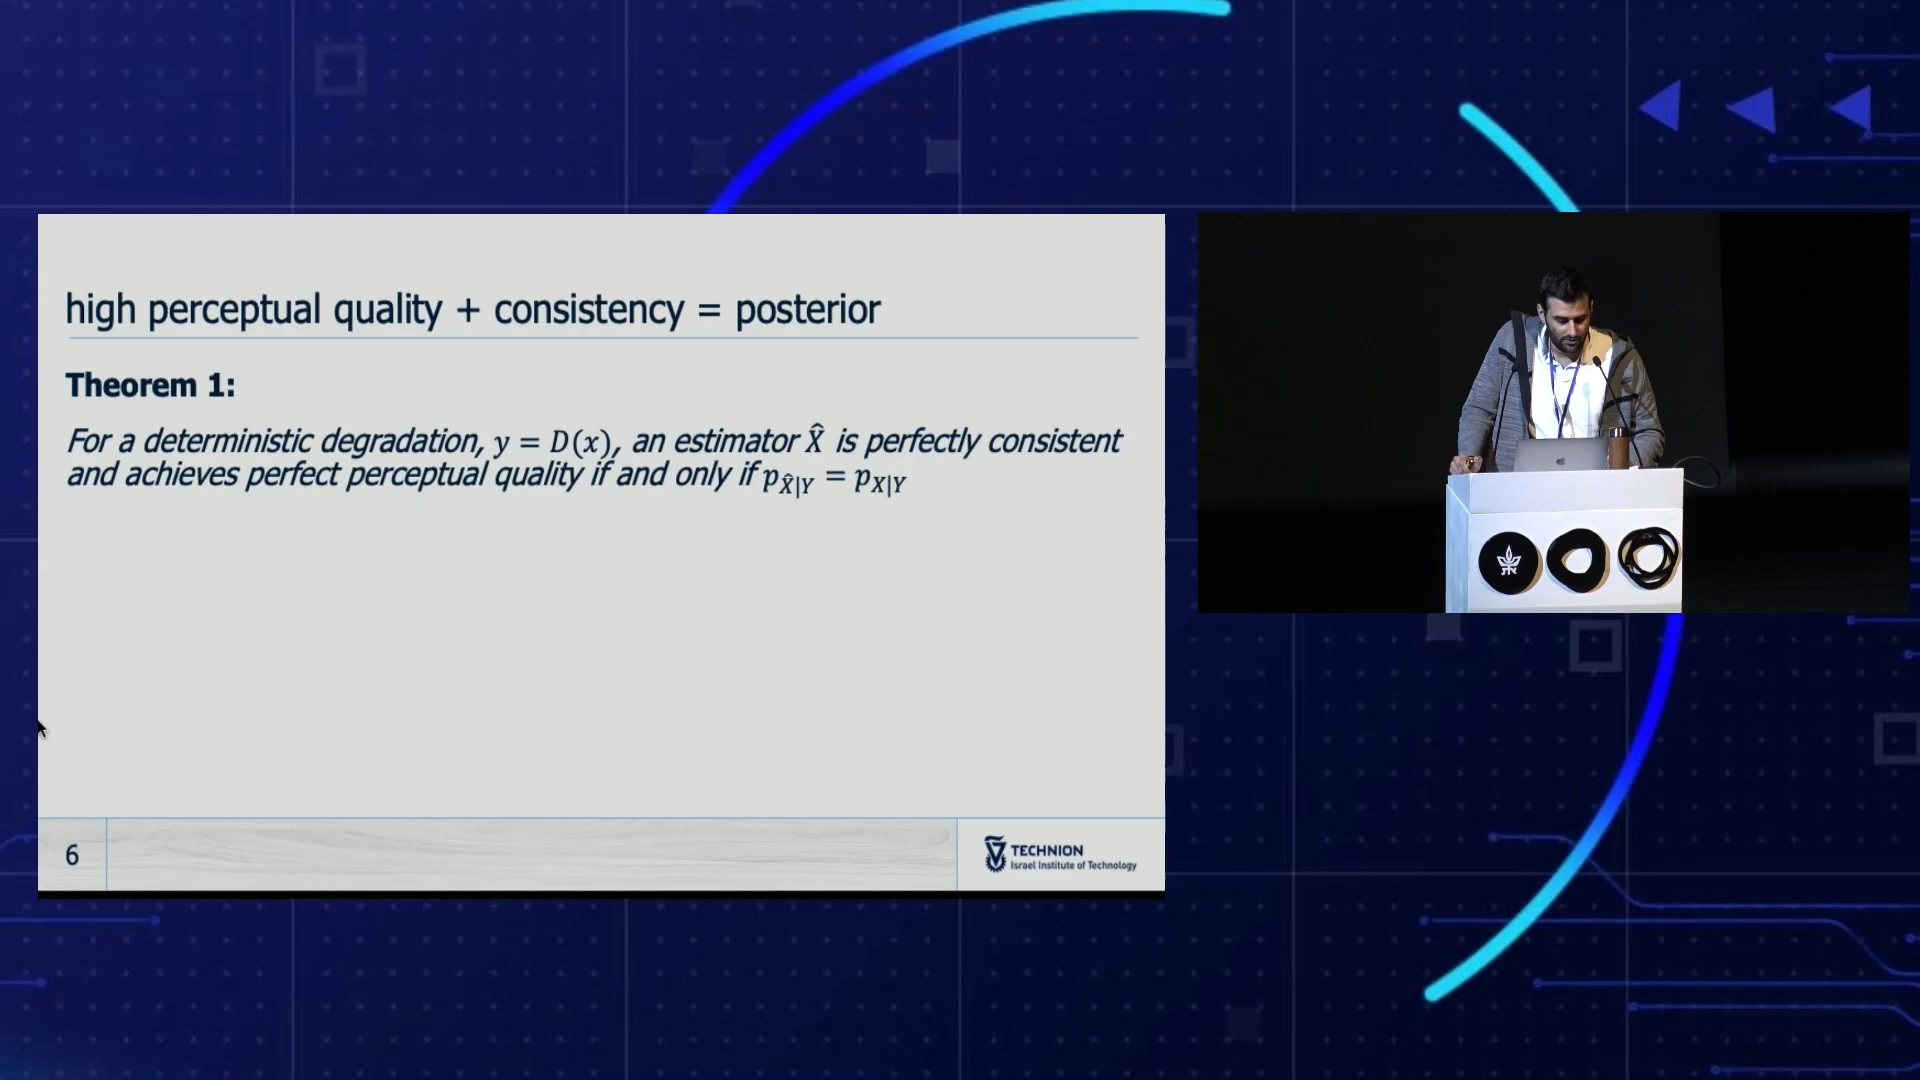 high perceptual quality + consistency = posterior
Theorem 1:
For a deterministic degradation, y = D(x), an estimator X̂ is perfectly consistent
and achieves perfect perceptual quality if and only if p_{X̂|Y} = p_{X|Y}
6
TECHNION
Israel Institute of Technology